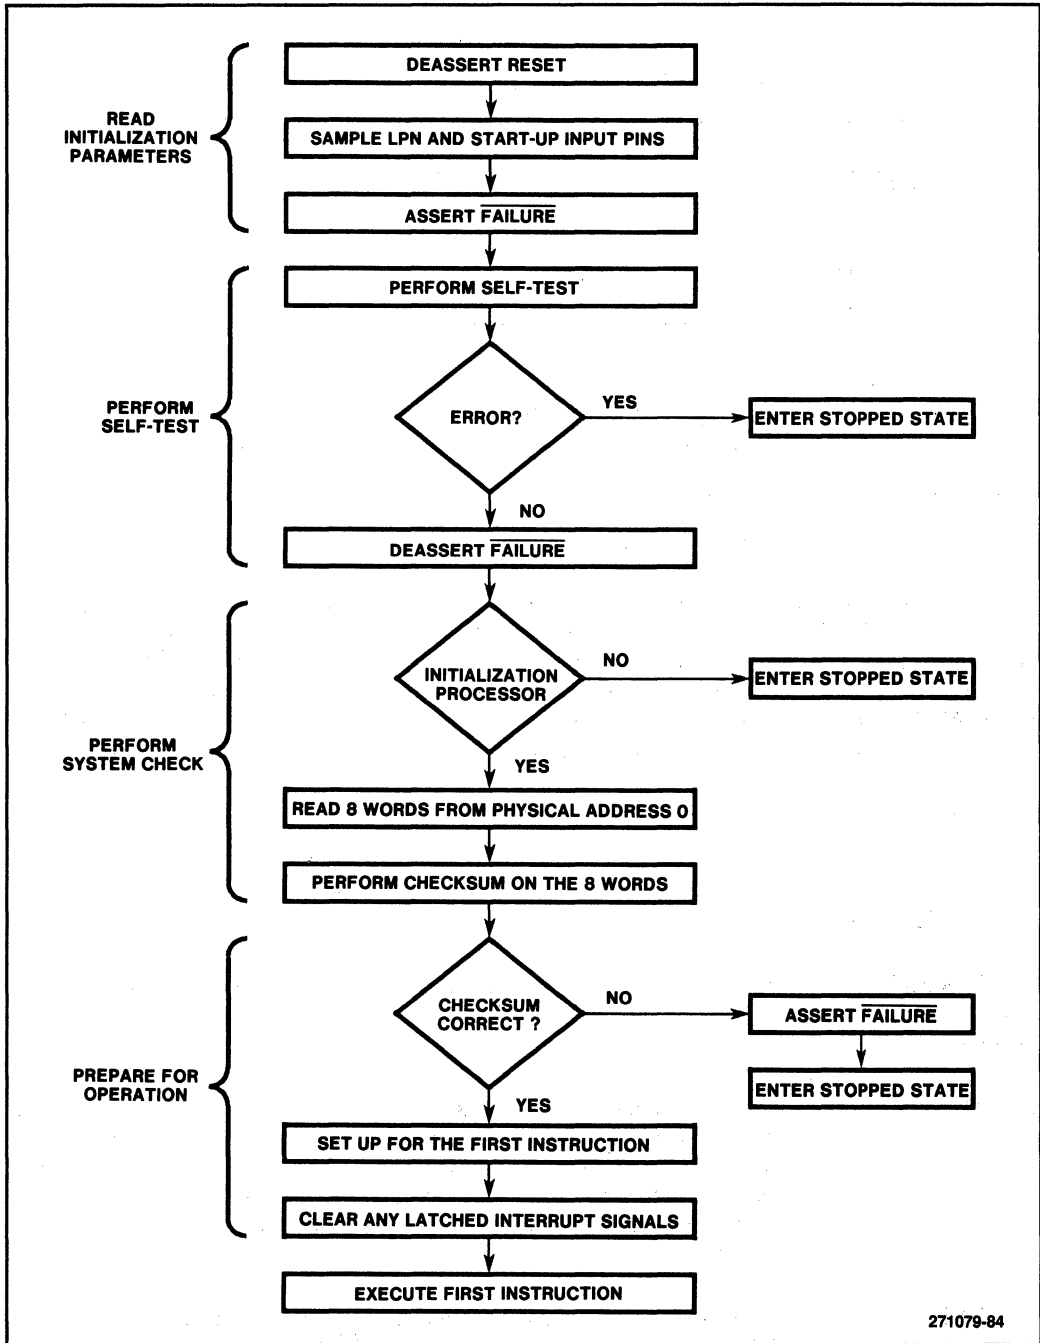 DEASSERT RESET
READ
INITIALIZATION
PARAMETERS
SAMPLE LPN AND START-UP INPUT PINS
ASSERT FAILURE
PERFORM SELF-TEST
PERFORM
SELF-TEST
ERROR?
YES
ENTER STOPPED STATE
NO
DEASSERT FAILURE
INITIALIZATION
PROCESSOR
NO
ENTER STOPPED STATE
PERFORM
SYSTEM CHECK
YES
READ 8 WORDS FROM PHYSICAL ADDRESS 0
PERFORM CHECKSUM ON THE 8 WORDS
CHECKSUM
CORRECT ?
NO
ASSERT FAILURE
ENTER STOPPED STATE
PREPARE FOR
OPERATION
YES
SET UP FOR THE FIRST INSTRUCTION
CLEAR ANY LATCHED INTERRUPT SIGNALS
EXECUTE FIRST INSTRUCTION
271079-84